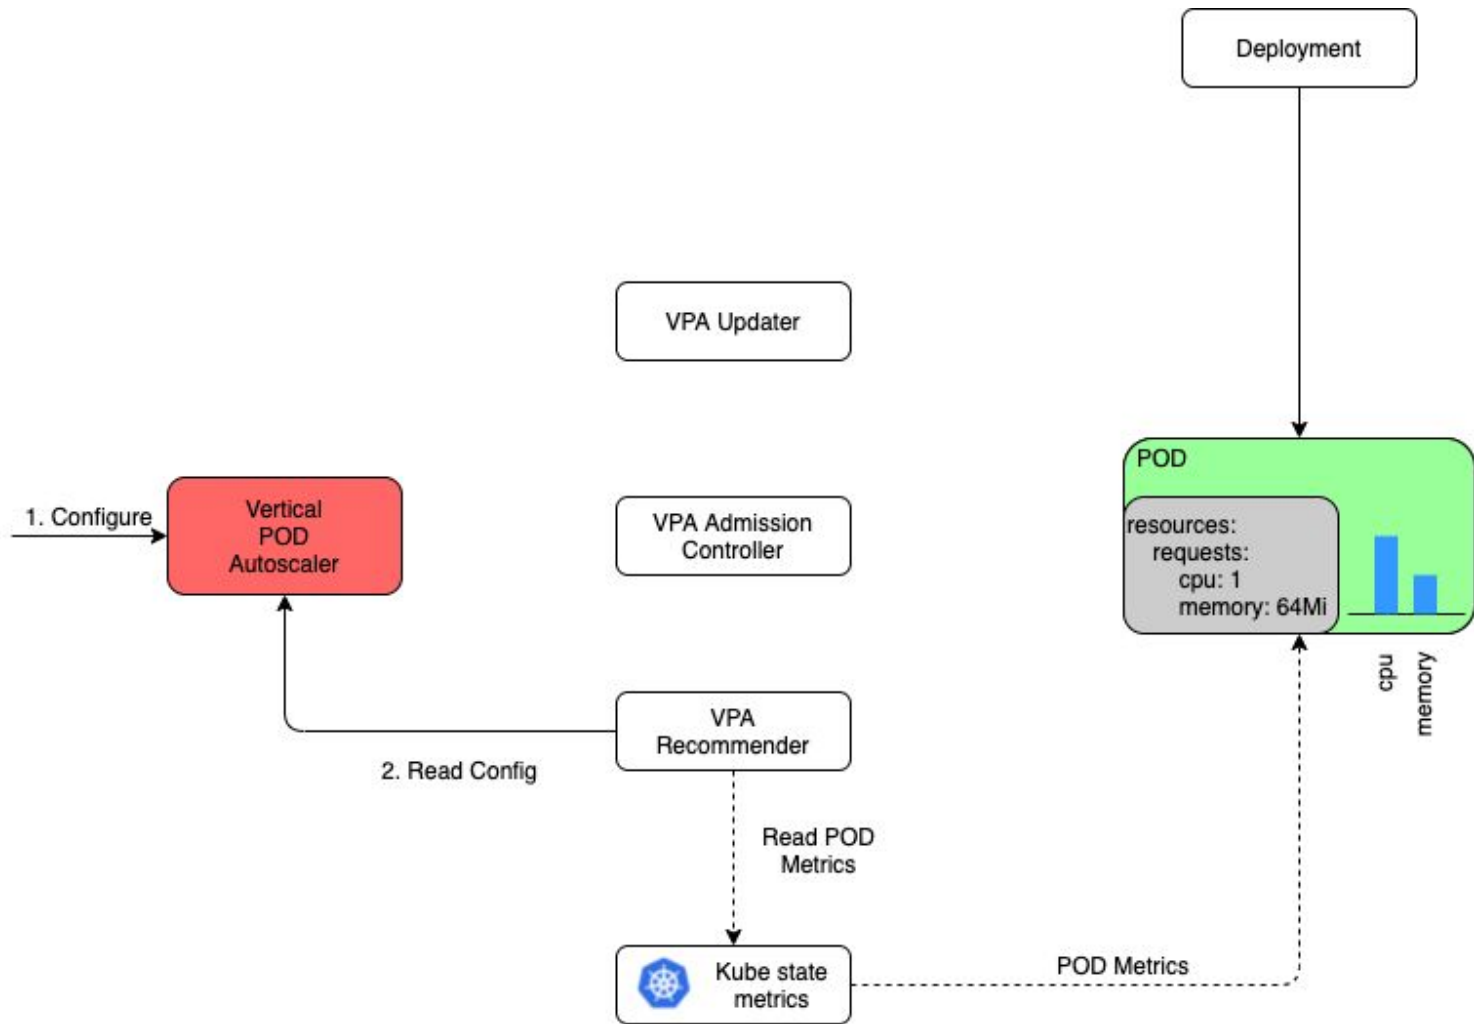 Deployment
VPA Updater
1. Configure
Vertical
POD
Autoscaler
VPA Admission
Controller
POD
resources:
requests:
cpu: 1
memory: 64Mi
cpu
memory
VPA
Recommender
2. Read Config
Read POD
Metrics
Kube state
metrics
POD Metrics